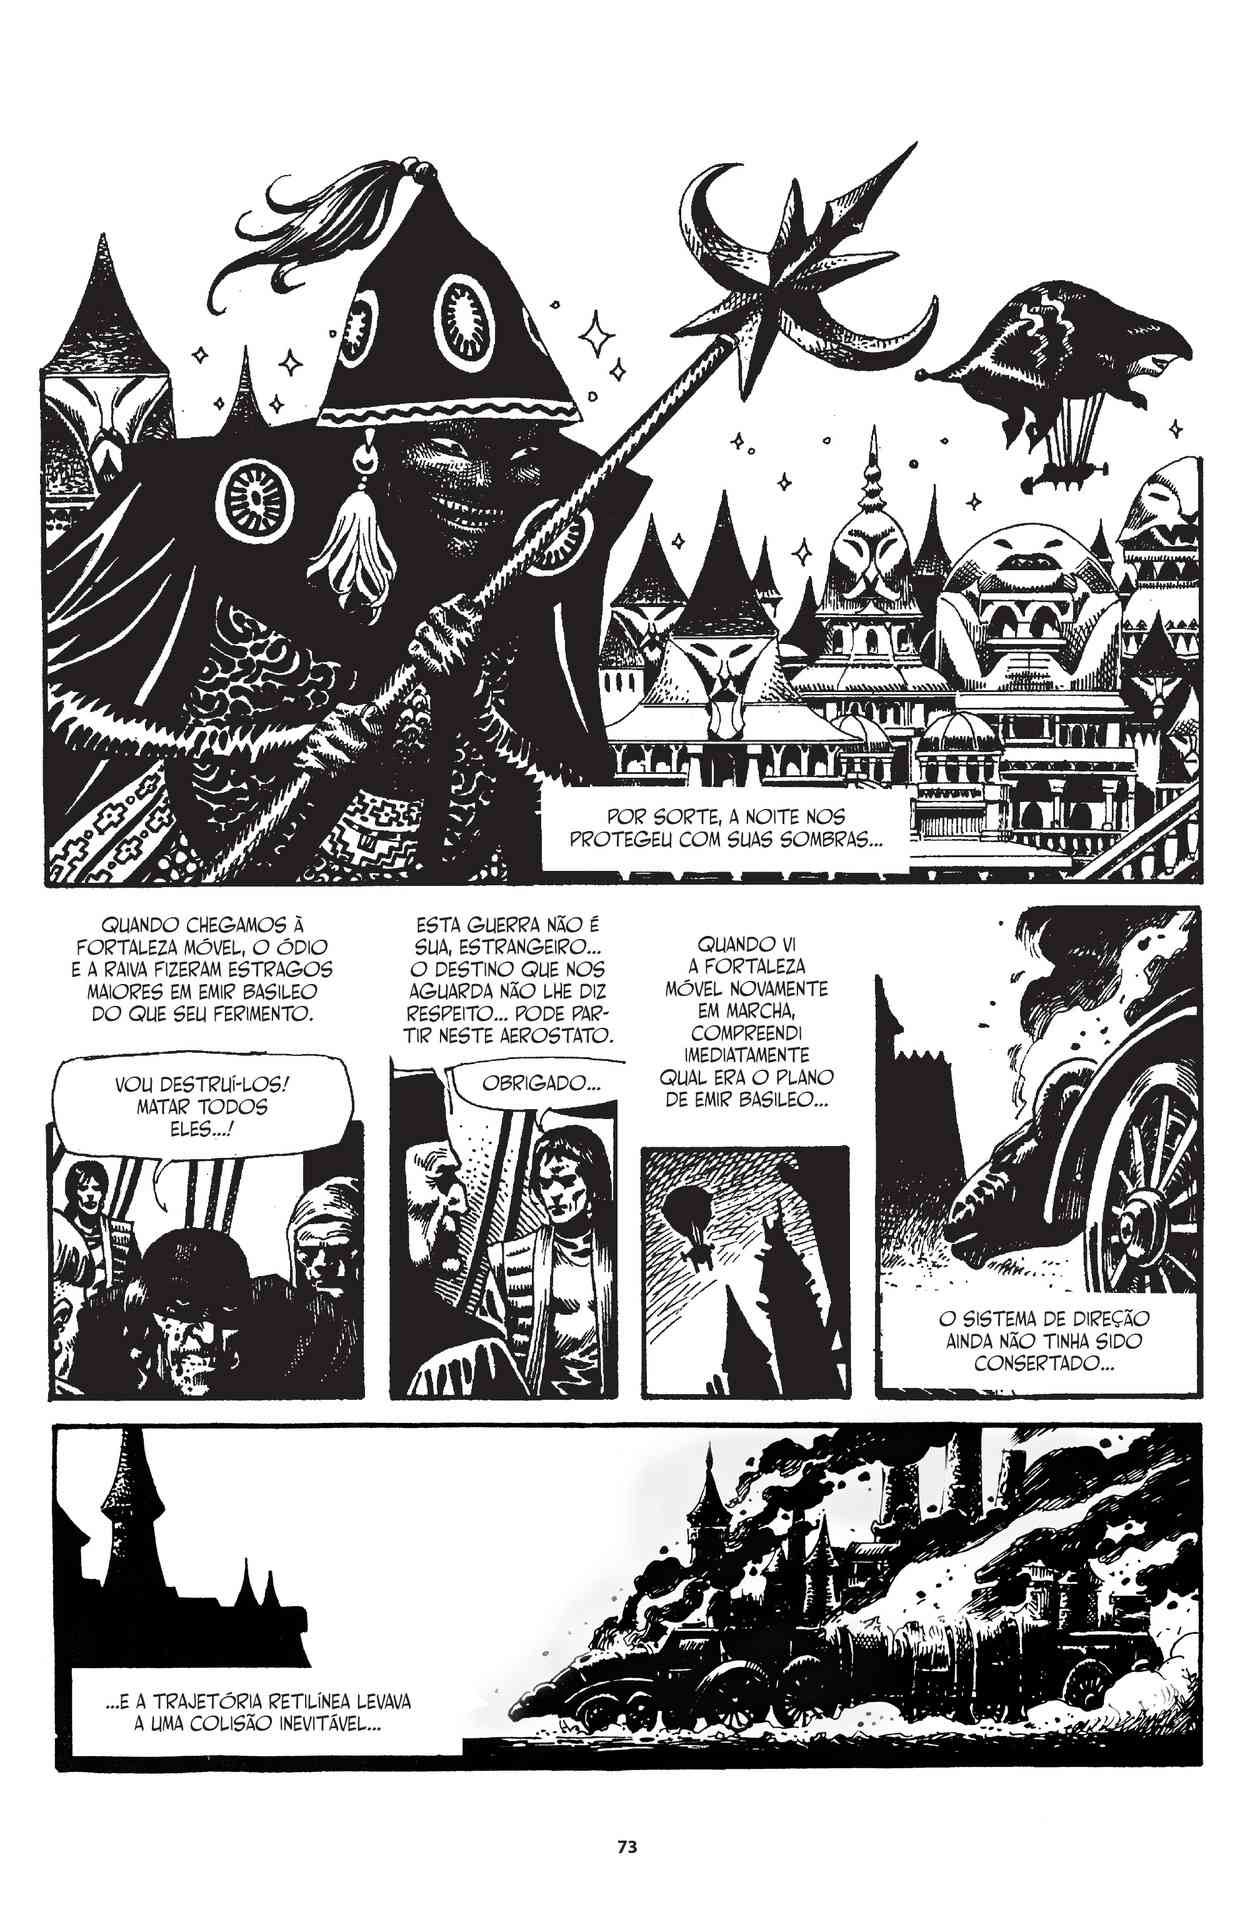 POR SORTE, A NOITE NOS
PROTEGEU COM SUAS SOMBRAS...
QUANDO CHEGAMOS À
FORTALEZA MÓVEL, O ÓDIO
E A RAIVA FIZERAM ESTRAGOS
MAIORES EM EMIR BASILEO
DO QUE SEU FERIMENTO.
VOU DESTRUÍ-LOS!
MATAR TODOS
ELES...!
ESTA GUERRA NÃO É
SUA, ESTRANGEIRO...
O DESTINO QUE NOS
AGUARDA NÃO LHE DIZ
RESPEITO... PODE PAR-
TIR NESTE AEROSTATO.
OBRIGADO...
QUANDO VI
A FORTALEZA
MÓVEL NOVAMENTE
EM MARCHA,
COMPREENDI
IMEDIATAMENTE
QUAL ERA O PLANO
DE EMIR BASILEO...
O SISTEMA DE DIREÇÃO
AINDA NÃO TINHA SIDO
CONSERTADO...
...E A TRAJETÓRIA RETILÍNEA LEVAVA
A UMA COLISÃO INEVITÁVEL...
73